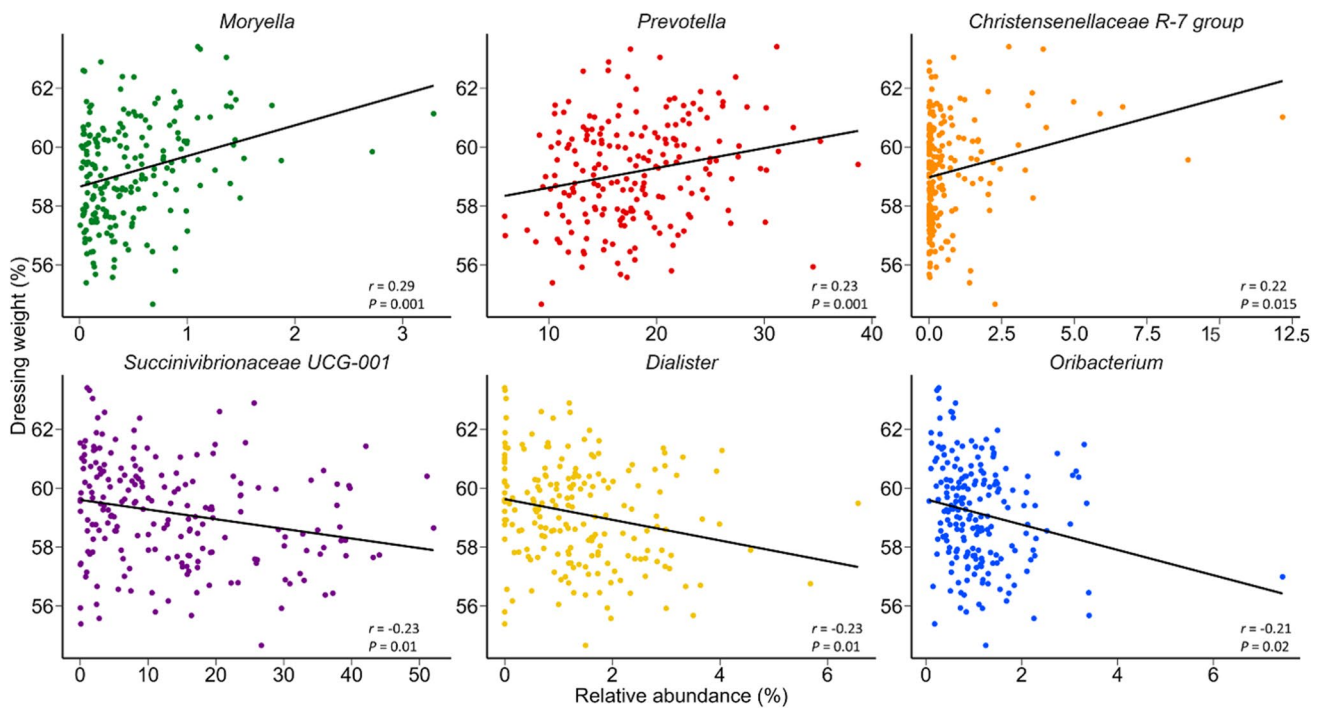 Moryella
Prevotella
Christensenellaceae R-7 group
62
60
58
56
r = 0.29
P = 0.001
0 1 2 3
62
60
58
56
r = 0.23
P = 0.001
10 20 30 40
62
60
58
56
r = 0.22
P = 0.015
0.0 2.5 5.0 7.5 15 12.5
Dressing weight (%)
Succinivibrionaceae UCG-001
Dialister
Oribacterium
62
60
58
56
r = -0.23
P = 0.01
0 10 20 30 40 50
62
60
58
56
r = -0.23
P = 0.01
0 2 4 6
62
60
58
56
r = -0.21
P = 0.02
0 2 4 6
Relative abundance (%)